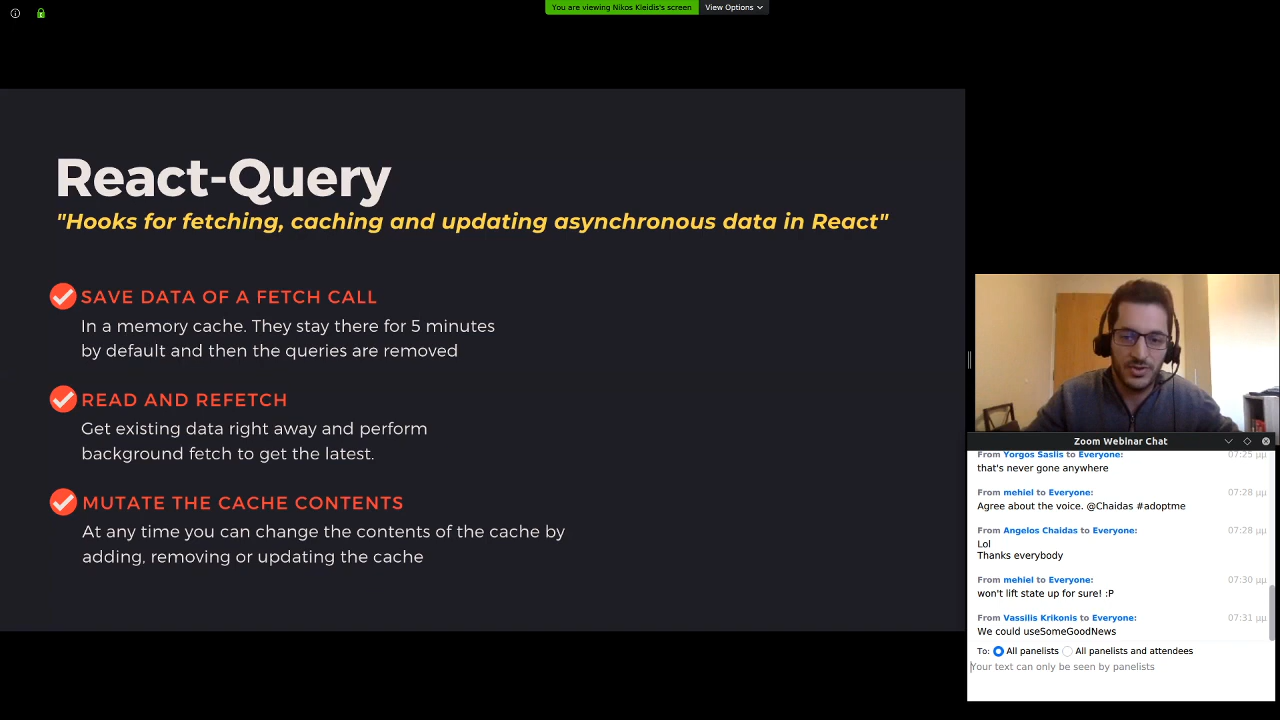 You are viewing Nikos Kleidis's screen
View Options
React-Query
"Hooks for fetching, caching and updating asynchronous data in React"
SAVE DATA OF A FETCH CALL
In a memory cache. They stay there for 5 minutes
by default and then the queries are removed
READ AND REFETCH
Get existing data right away and perform
background fetch to get the latest.
MUTATE THE CACHE CONTENTS
At any time you can change the contents of the cache by
adding, removing or updating the cache
Zoom Webinar Chat
From Yorgos Saslis to Everyone: 07:25 μμ
that's never gone anywhere
From mehiel to Everyone: 07:28 μμ
Agree about the voice. @Chaidas #adoptme
From Angelos Chaidas to Everyone: 07:28 μμ
Lol
Thanks everybody
From mehiel to Everyone: 07:30 μμ
won't lift state up for sure! :P
From Vassilis Krikonis to Everyone: 07:31 μμ
We could useSomeGoodNews
To: All panelists All panelists and attendees
Your text can only be seen by panelists